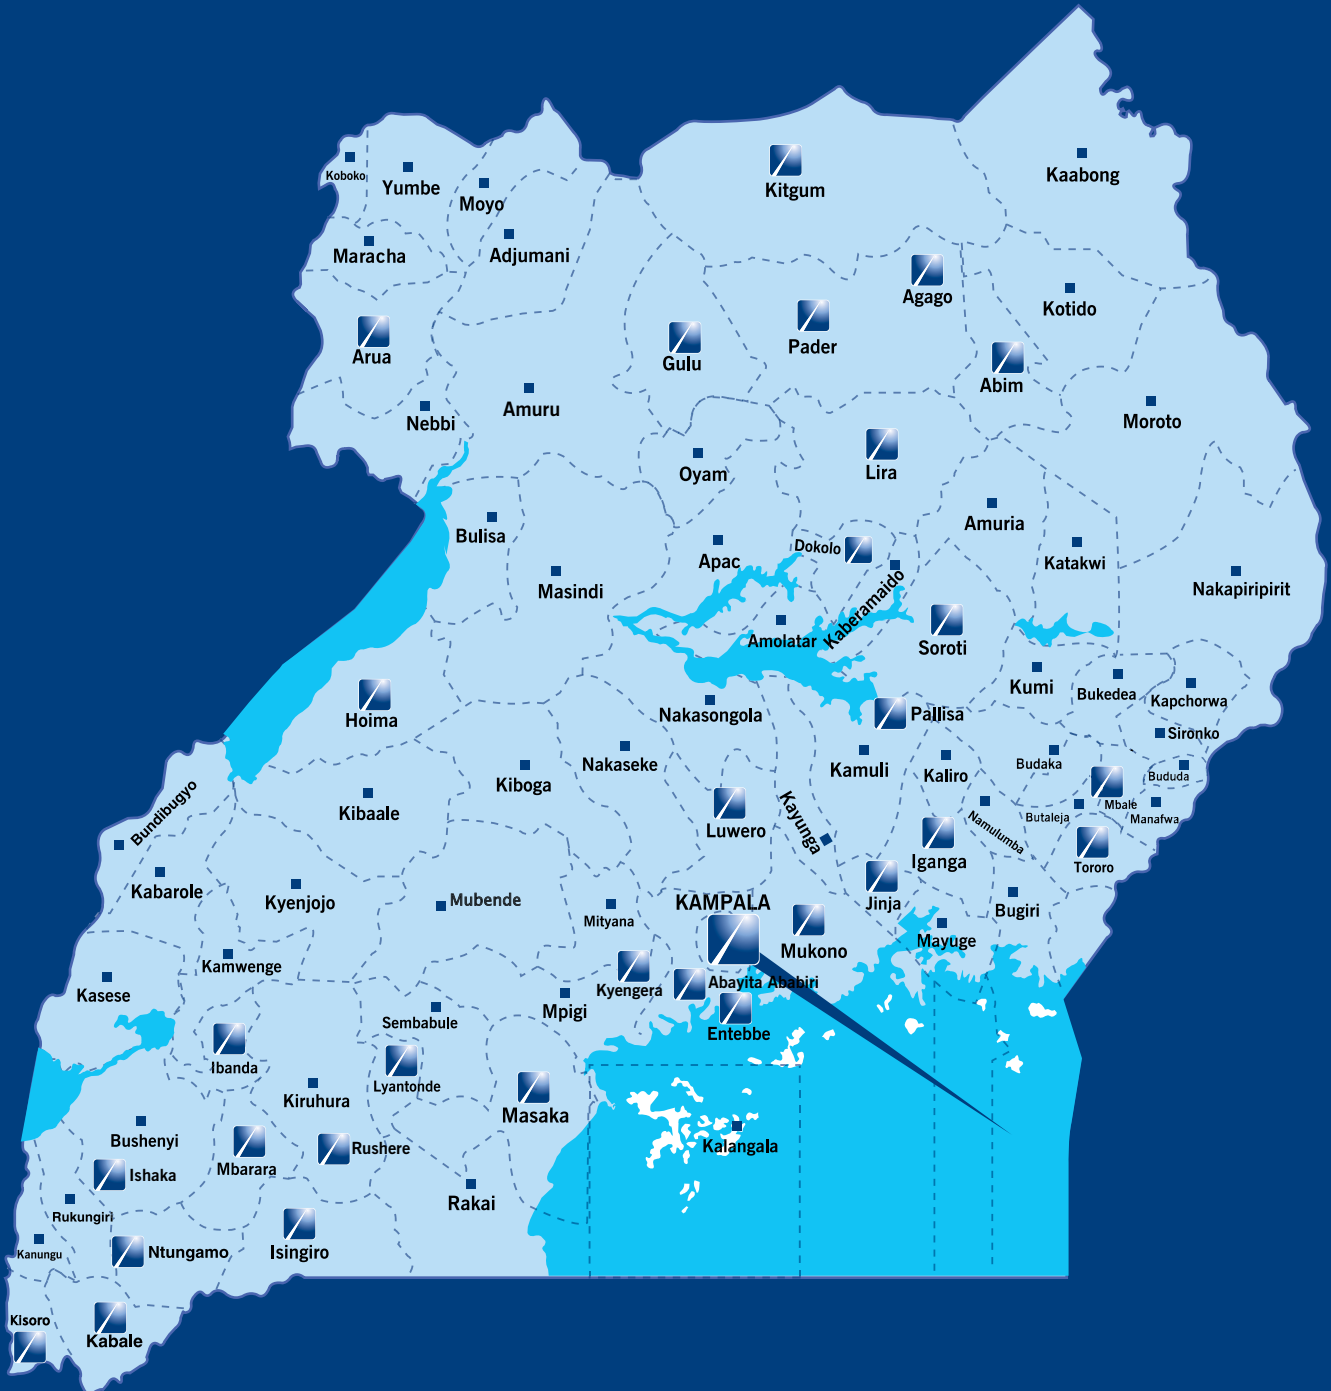 Koboko
Yumbe
Moyo
Kitgum
Kaabong
Maracha
Adjumani
Agago
Kotido
Arua
Gulu
Pader
Abim
Nebbi
Amuru
Moroto
Oyam
Lira
Bulisa
Amuria
Masindi
Apac
Dokolo
Katakwi
Nakapiripirit
Kaberamaido
Amolatar
Soroti
Kumi
Bukedea
Kapchorwa
Hoima
Nakasongola
Pallisa
Sironko
Nakaseke
Kamuli
Kaliro
Budaka
Bududa
Bundibugyo
Kibaale
Kiboga
Luwero
Kayunga
Namulumba
Butaleja
Mbale
Manafwa
Iganga
Tororo
Kabarole
Kyenjojo
Mubende
Mityana
KAMPALA
Jinja
Bugiri
Mukono
Mayuge
Kamwenge
Kasese
Kyengera
Abayita Ababiri
Sembabule
Mpigi
Entebbe
Ibanda
Lyantonde
Kiruhura
Masaka
Bushenyi
Mbarara
Rushere
Kalangala
Ishaka
Rakai
Rukungiri
Kanungu
Ntungamo
Isingiro
Kisoro
Kabale